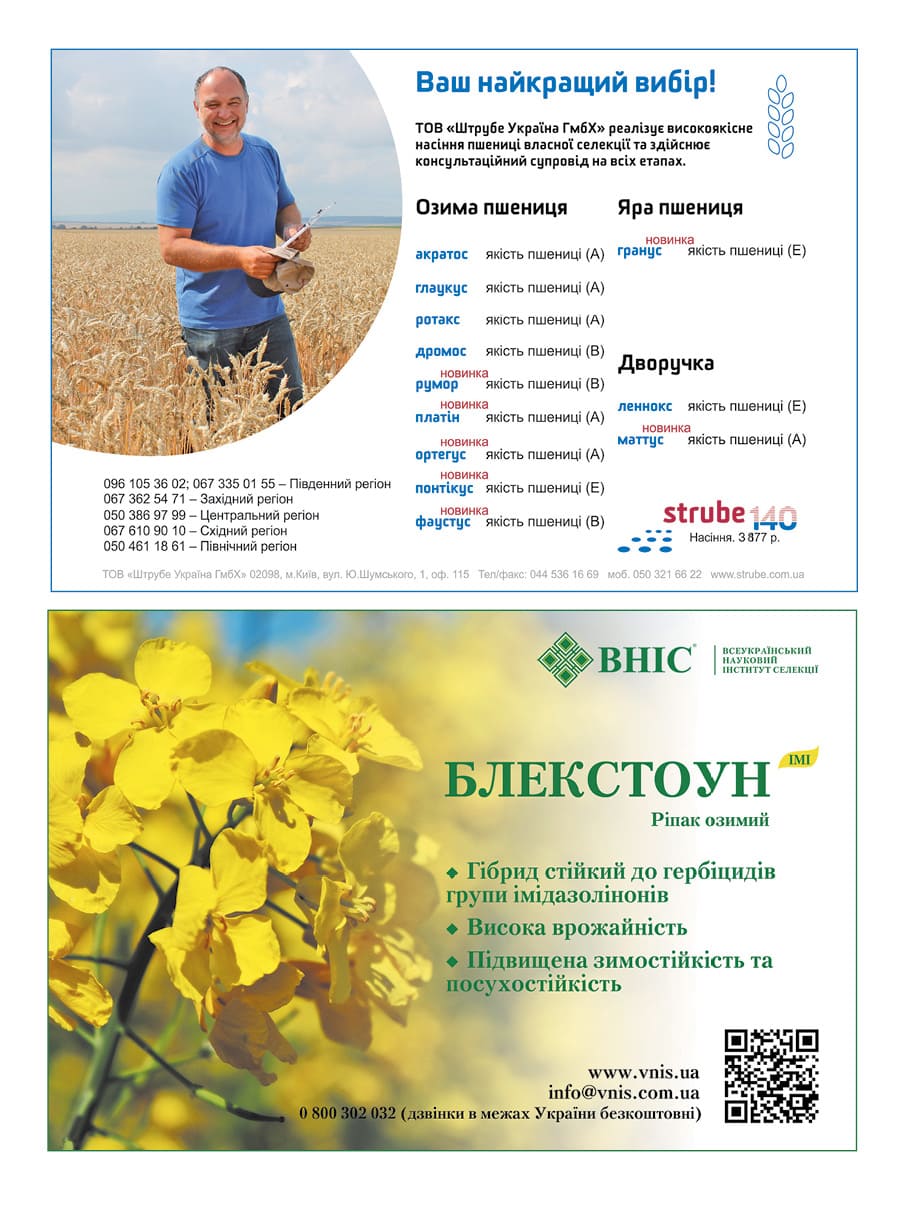 Ваш найкращий вибір!
ТОВ «Штрубе Україна ГмбХ» реалізує високоякісне
насіння пшениці власної селекції та здійснює
консультаційний супровід на всіх етапах.
Озима пшениця
акратос якість пшениці (А)
глаукус якість пшениці (А)
ротакс якість пшениці (А)
дромос якість пшениці (В)
новинка
румор якість пшениці (В)
новинка
платін якість пшениці (А)
новинка
ортегус якість пшениці (А)
новинка
понтікус якість пшениці (Е)
новинка
фаустус якість пшениці (В)
Яра пшениця
новинка
гранус якість пшениці (Е)
Дворучка
леннокс якість пшениці (Е)
новинка
маттус якість пшениці (А)
096 105 36 02; 067 335 01 55 – Південний регіон
067 362 54 71 – Західний регіон
050 386 97 99 – Центральний регіон
067 610 90 10 – Східний регіон
050 461 18 61 – Північний регіон
strube 140
Насіння. З 1877 р.
ТОВ «Штрубе Україна ГмбХ» 02098, м.Київ, вул. Ю.Шумського, 1, оф. 115 Тел/факс: 044 536 16 69 моб. 050 321 66 22 www.strube.com.ua
ВНІС®
ВСЕУКРАЇНСЬКИЙ
НАУКОВИЙ
ІНСТИТУТ СЕЛЕКЦІЇ
ІМІ
БЛЕКСТОУН
Ріпак озимий
◆ Гібрид стійкий до гербіцидів
групи імідазолінонів
◆ Висока врожайність
◆ Підвищена зимостійкість та
посухостійкість
www.vnis.ua
info@vnis.com.ua
0 800 302 032 (дзвінки в межах України безкоштовні)